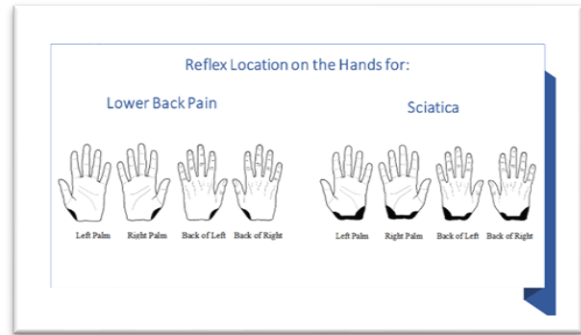 Reflex Location on the Hands for:
Lower Back Pain
Sciatica
Left Palm Right Palm Back of Left Back of Right
Left Palm Right Palm Back of Left Back of Right